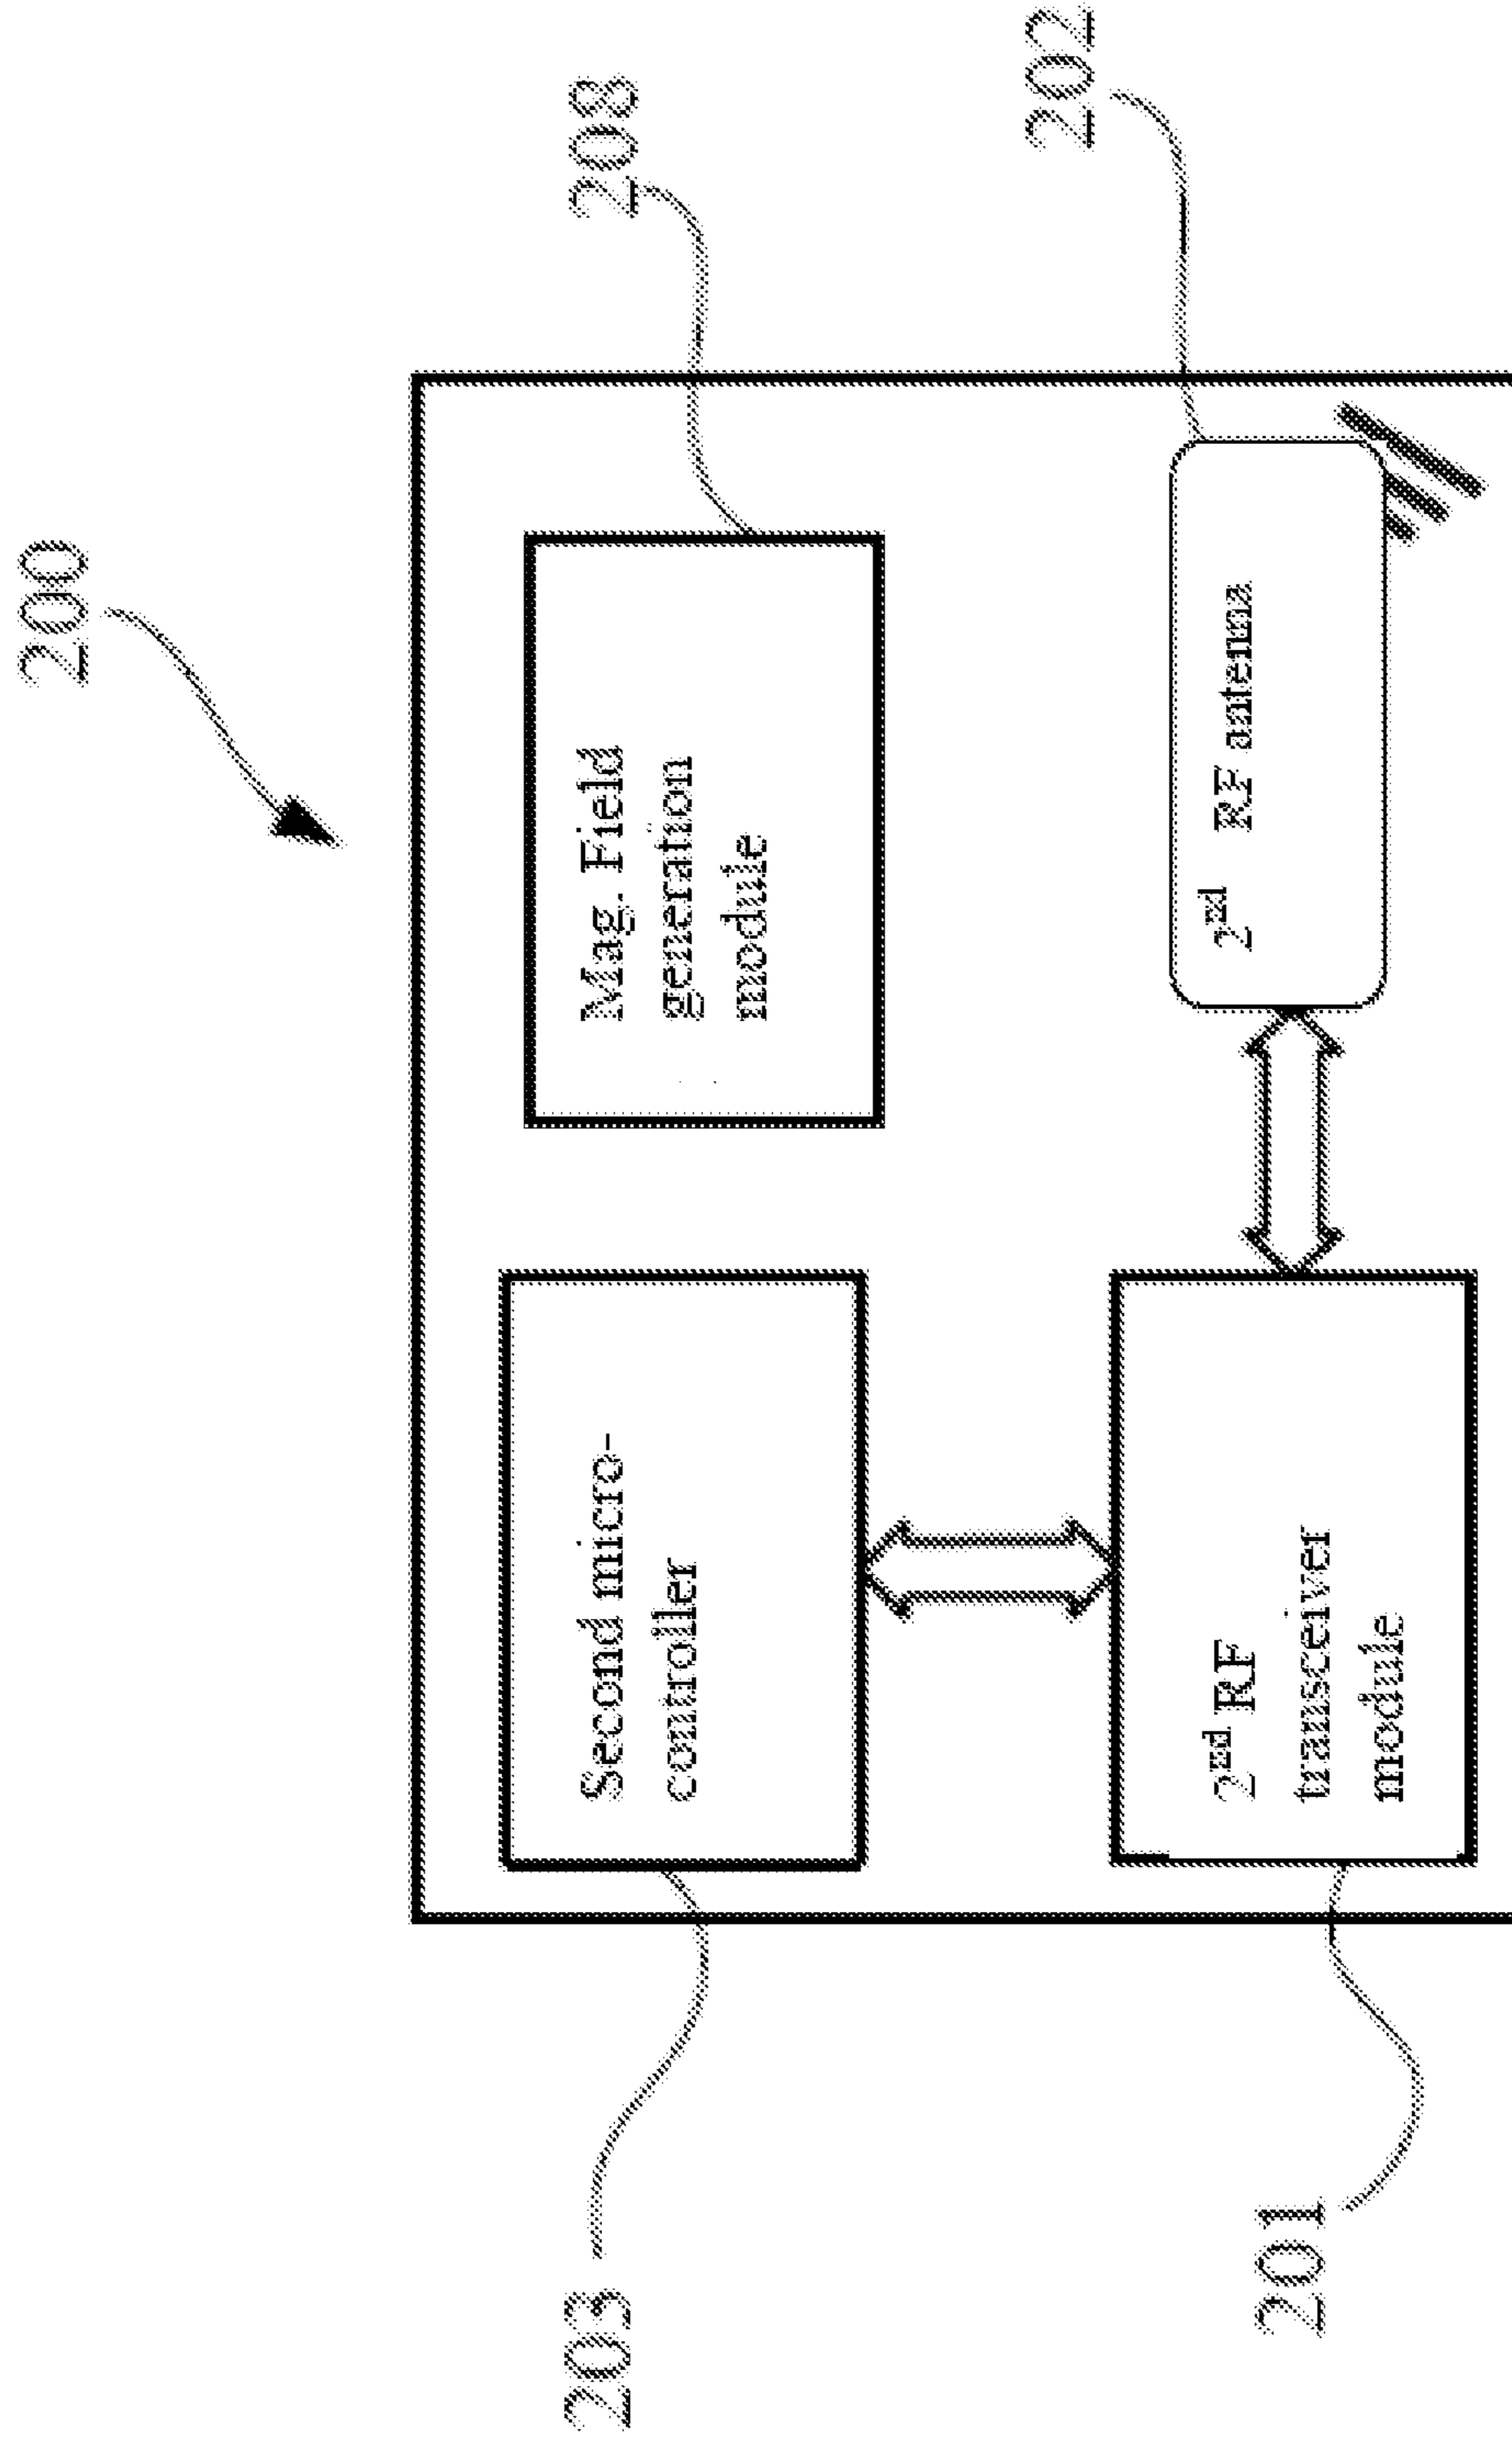 200
208
202
203
201
Second micro-
controller
Mag. Field
generation
module
2nd RF
transceiver
module
2nd RF antenna